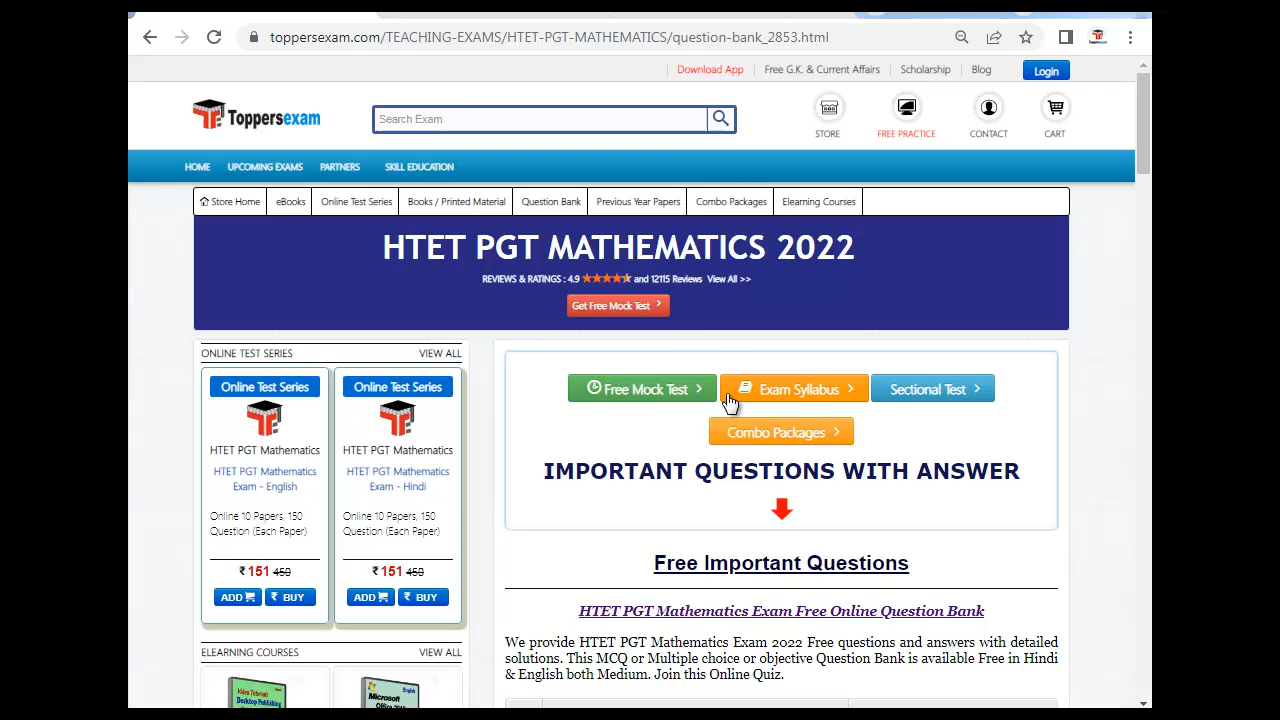 toppersexam.com/TEACHING-EXAMS/HTET-PGT-MATHEMATICS/question-bank_2853.html
Download App Free G.K. & Current Affairs Scholarship Blog Login
Toppersexam
Search Exam
STORE FREE PRACTICE CONTACT CART
HOME UPCOMING EXAMS PARTNERS SKILL EDUCATION
Store Home eBooks Online Test Series Books / Printed Material Question Bank Previous Year Papers Combo Packages Elearning Courses
HTET PGT MATHEMATICS 2022
REVIEWS & RATINGS : 4.9 and 12115 Reviews View All >>
Get Free Mock Test
ONLINE TEST SERIES VIEW ALL
Online Test Series
HTET PGT Mathematics
HTET PGT Mathematics
Exam - English
Online 10 Papers, 150
Question (Each Paper)
₹ 151 450
ADD ₹ BUY
Online Test Series
HTET PGT Mathematics
HTET PGT Mathematics
Exam - Hindi
Online 10 Papers, 150
Question (Each Paper)
₹ 151 450
ADD ₹ BUY
ELEARNING COURSES VIEW ALL
Video Tutorials
Desktop Publishing
Microsoft
English
Free Mock Test Exam Syllabus Sectional Test
Combo Packages
IMPORTANT QUESTIONS WITH ANSWER
Free Important Questions
HTET PGT Mathematics Exam Free Online Question Bank
We provide HTET PGT Mathematics Exam 2022 Free questions and answers with detailed
solutions. This MCQ or Multiple choice or objective Question Bank is available Free in Hindi
& English both Medium. Join this Online Quiz.